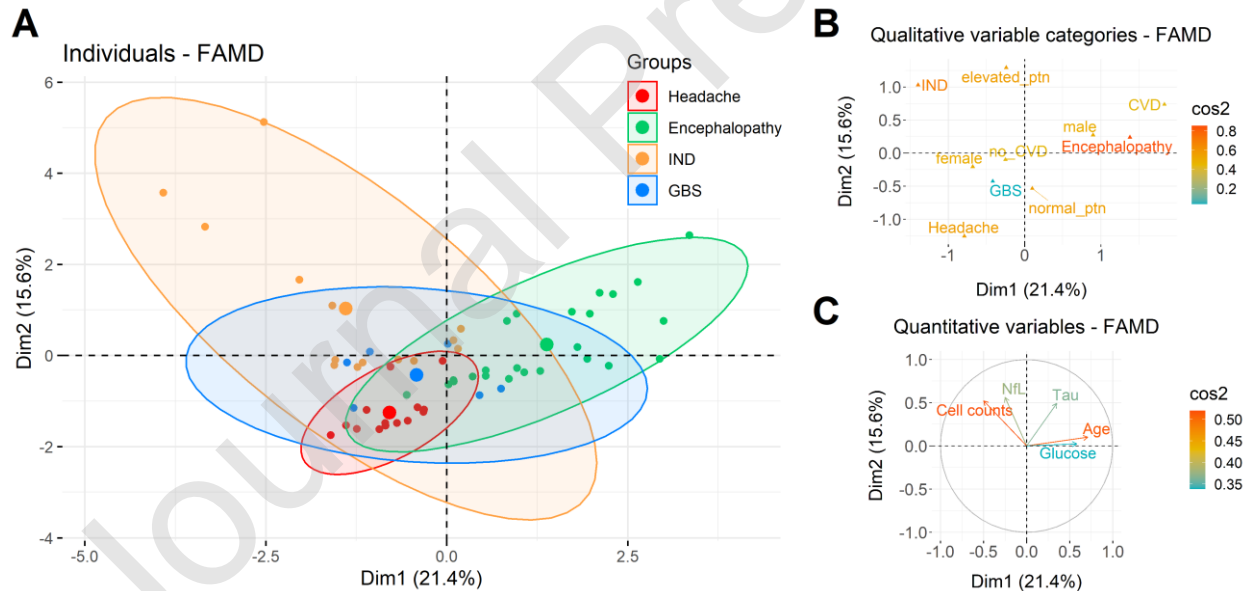 A
Individuals - FAMD
Dim2 (15.6%)
6
4
2
0
-2
-4
-5.0
-2.5
0.0
2.5
Dim1 (21.4%)
Groups
Headache
Encephalopathy
IND
GBS
Journal Pre
B
Qualitative variable categories - FAMD
Dim2 (15.6%)
1.0
0.5
0.0
-0.5
-1.0
elevated_ptn
IND
CVD
male
Encephalopathy
no_CVD
female
GBS
normal_ptn
Headache
-1
0
1
Dim1 (21.4%)
cos2
0.8
0.6
0.4
0.2
C
Quantitative variables - FAMD
Dim2 (15.6%)
1.0
0.5
0.0
-0.5
-1.0
NfL
Tau
Cell counts
Age
Glucose
-1.0
-0.5
0.0
0.5
1.0
Dim1 (21.4%)
cos2
0.50
0.45
0.40
0.35